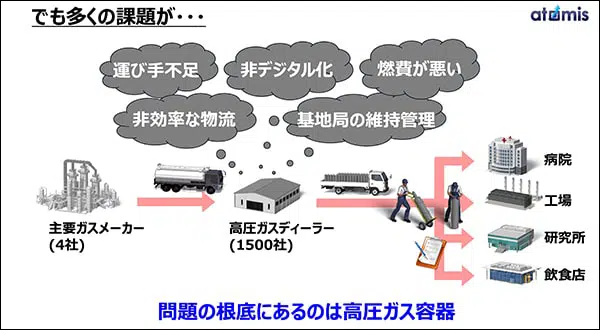 でも多くの課題が・・・
atomis
運び手不足
非デジタル化
燃費が悪い
非効率な物流
基地局の維持管理
主要ガスメーカー
(4社)
高圧ガスディーラー
(1500社)
病院
工場
研究所
飲食店
問題の根底にあるのは高圧ガス容器